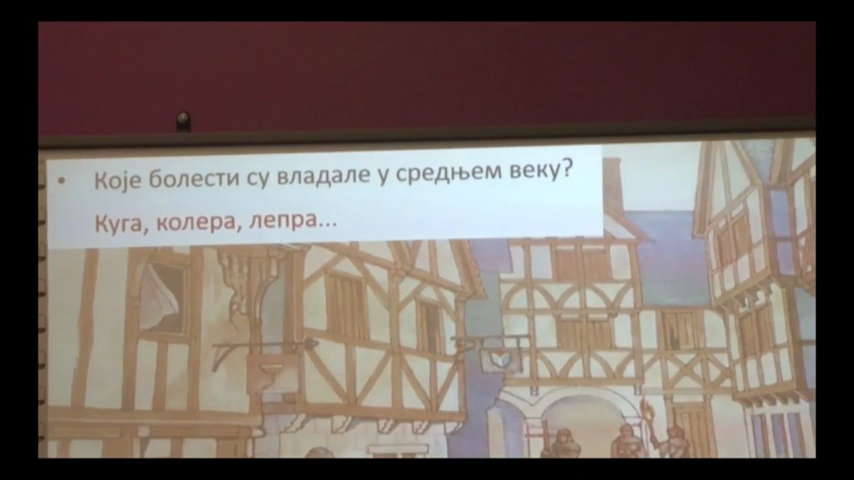 • Које болести су владале у средњем веку?
Куга, колера, лепра...